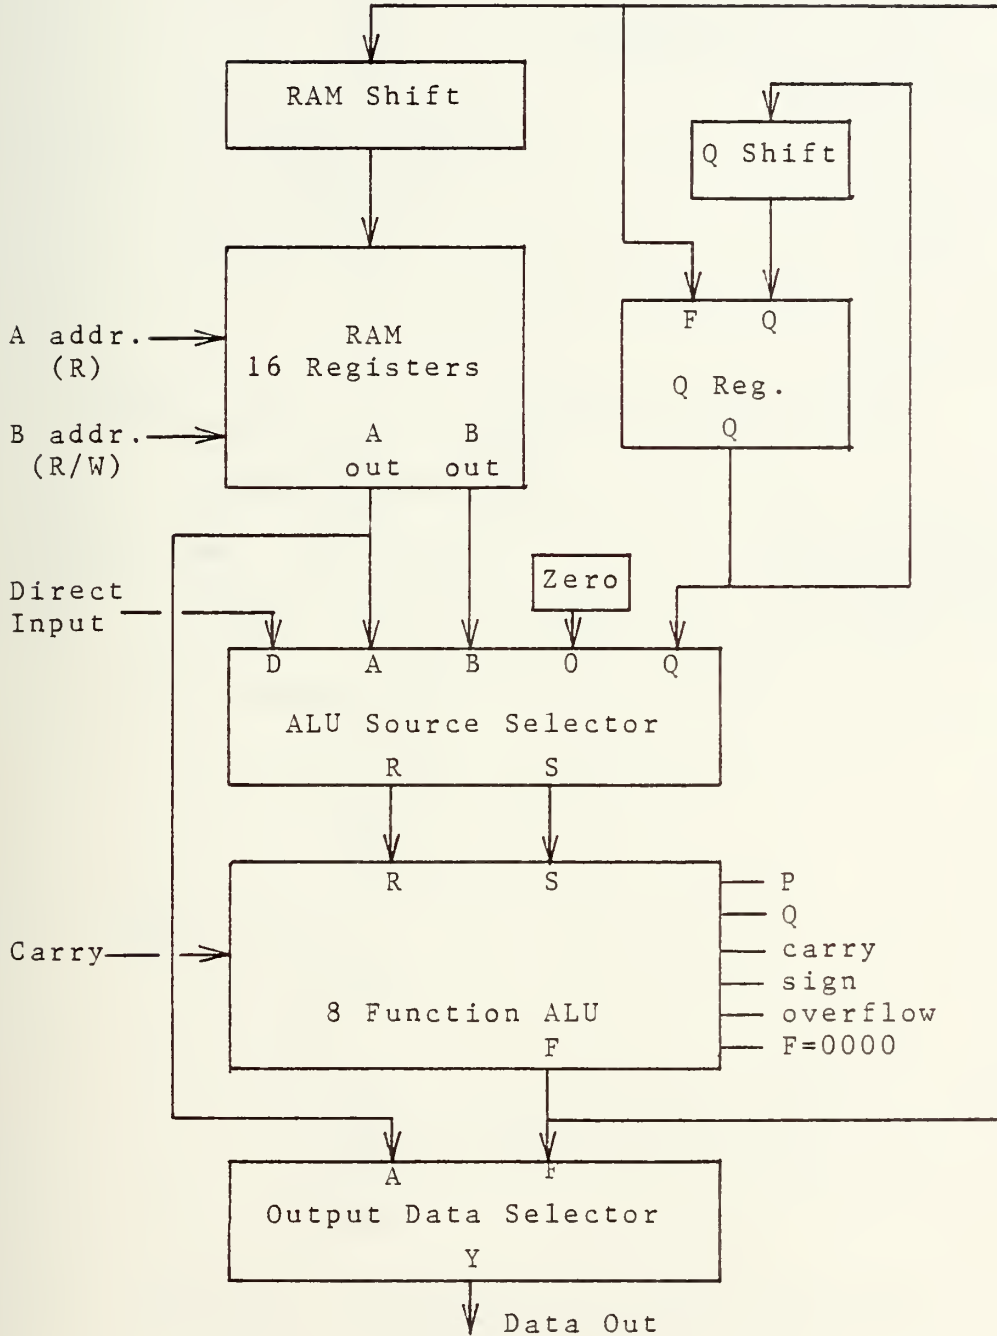 RAM Shift
Q Shift
A addr.
(R)
RAM
16 Registers
F Q
Q Reg.
Q
B addr.
(R/W)
A B
out out
Direct
Input
Zero
D A B O Q
ALU Source Selector
R S
R S
Carry
8 Function ALU
F
P
Q
carry
sign
overflow
F=0000
A F
Output Data Selector
Y
Data Out